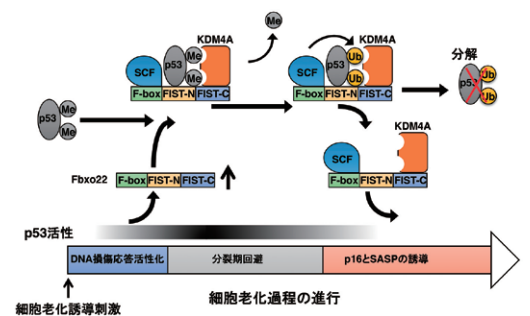 Me
KDM4A
p53
Me
Me
SCF
F-box FIST-N FIST-C
KDM4A
p53
Ub
Ub
SCF
F-box FIST-N FIST-C
分解
p53
Ub
Ub
p53
Me
Me
KDM4A
SCF
F-box FIST-N FIST-C
Fbxo22
F-box FIST-N FIST-C
p53活性
DNA損傷応答活性化
分裂期回避
p16とSASPの誘導
細胞老化誘導刺激
細胞老化過程の進行